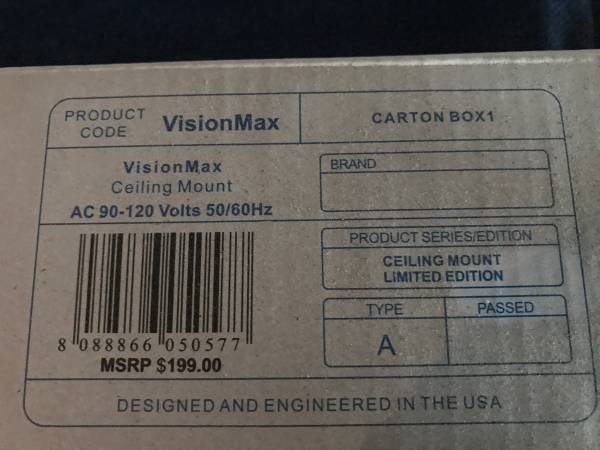 PRODUCT CODE
VisionMax
CARTON BOX1
VisionMax
Ceiling Mount
AC 90-120 Volts 50/60Hz
BRAND
PRODUCT SERIES/EDITION
CEILING MOUNT
LIMITED EDITION
TYPE
PASSED
A
8 088866 050577
MSRP $199.00
DESIGNED AND ENGINEERED IN THE USA